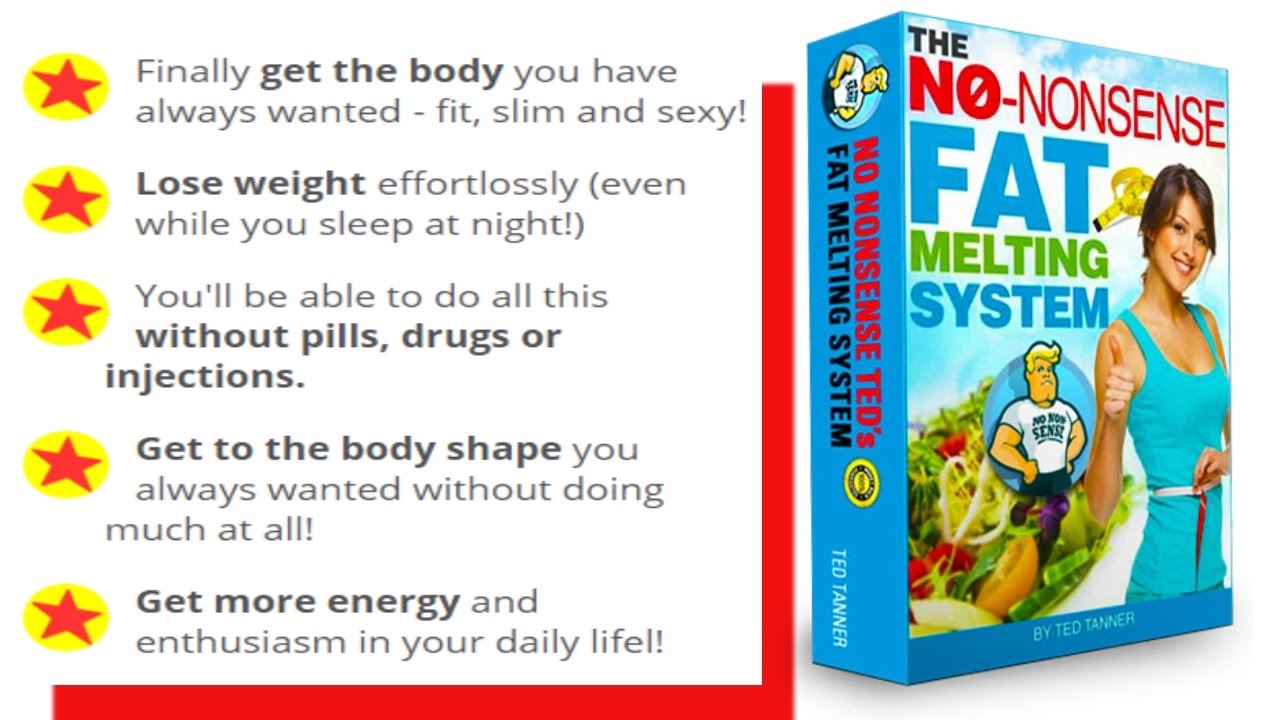 Finally get the body you have
always wanted - fit, slim and sexy!
Lose weight effortlossly (even
while you sleep at night!)
You'll be able to do all this
without pills, drugs or
injections.
Get to the body shape you
always wanted without doing
much at all!
Get more energy and
enthusiasm in your daily lifel!
NO NONSENSE TED's
FAT MELTING SYSTEM
TED TANNER
THE
NO-NONSENSE
FAT
MELTING
SYSTEM
NO NON
SENSE
BY TED TANNER